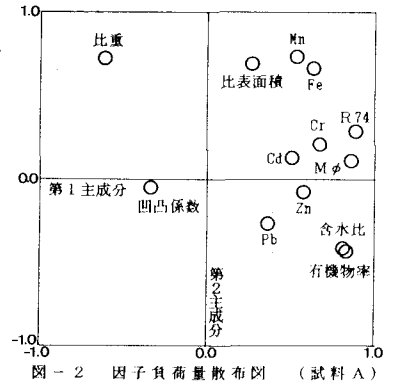 1.0
比重
Mn
比表面積
Fe
R74
Cr
Cd
Mφ
0.0
第1主成分
凹凸係数
Zn
Pb
含水比
有機物率
第2主成分
-1.0
-1.0
0.0
1.0
図-2 因子負荷量散布図 (試料A)